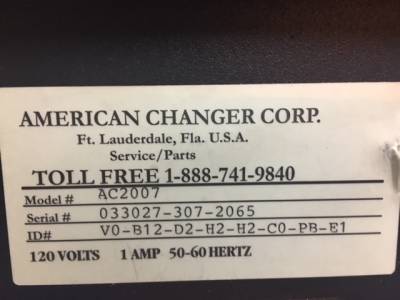 AMERICAN CHANGER CORP.
Ft. Lauderdale, Fla. U.S.A.
Service/Parts
TOLL FREE 1-888-741-9840
Model # AC2007
Serial # 033027-307-2065
ID# V0-B12-D2-H2-H2-C0-PB-E1
120 VOLTS 1 AMP 50-60 HERTZ